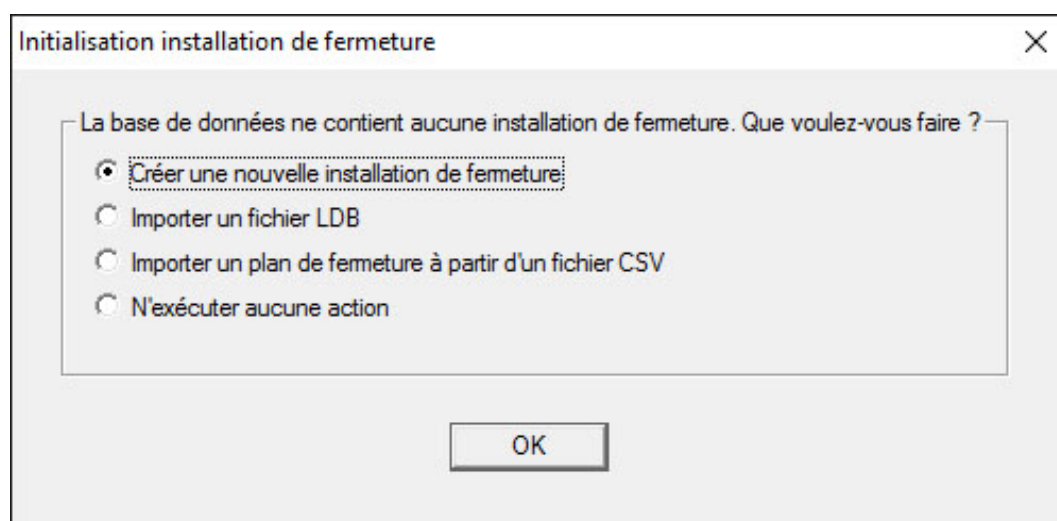 Initialisation installation de fermeture
La base de données ne contient aucune installation de fermeture. Que voulez-vous faire ?
Créer une nouvelle installation de fermeture
Importer un fichier LDB
Importer un plan de fermeture à partir d'un fichier CSV
N'exécuter aucune action
OK